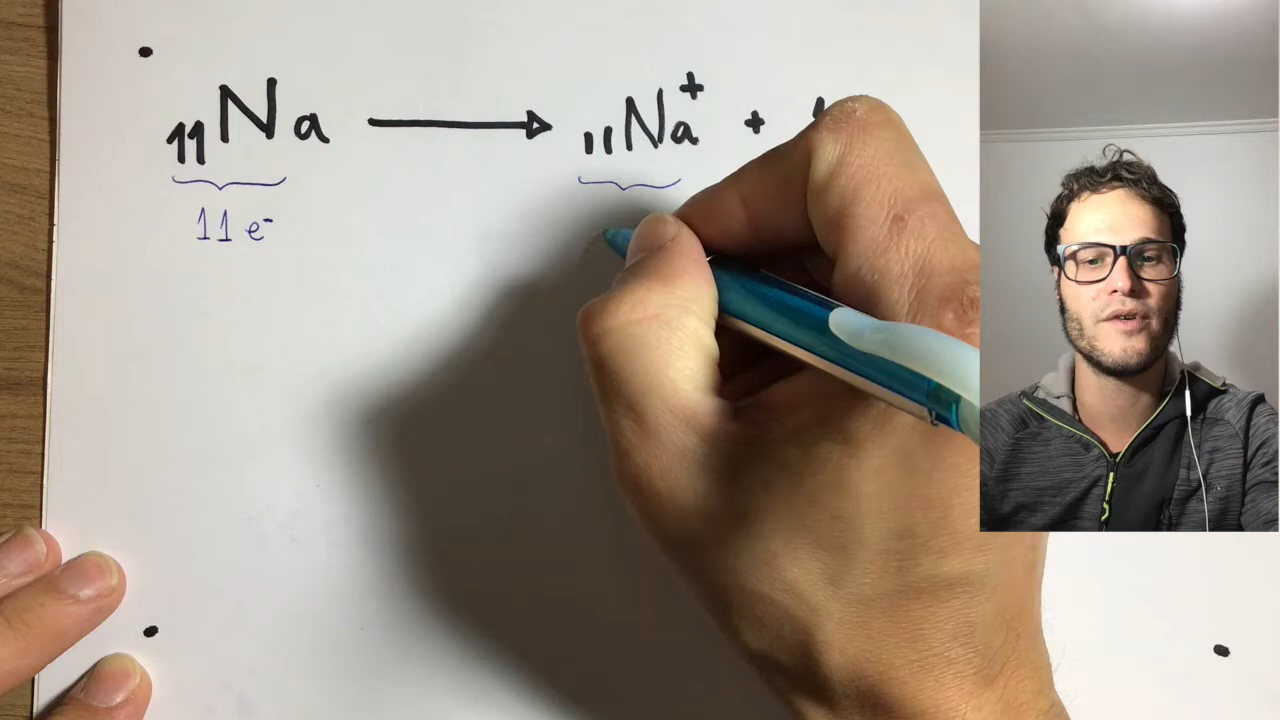 ₁₁Na → ₁₁Na⁺ +
11 e⁻